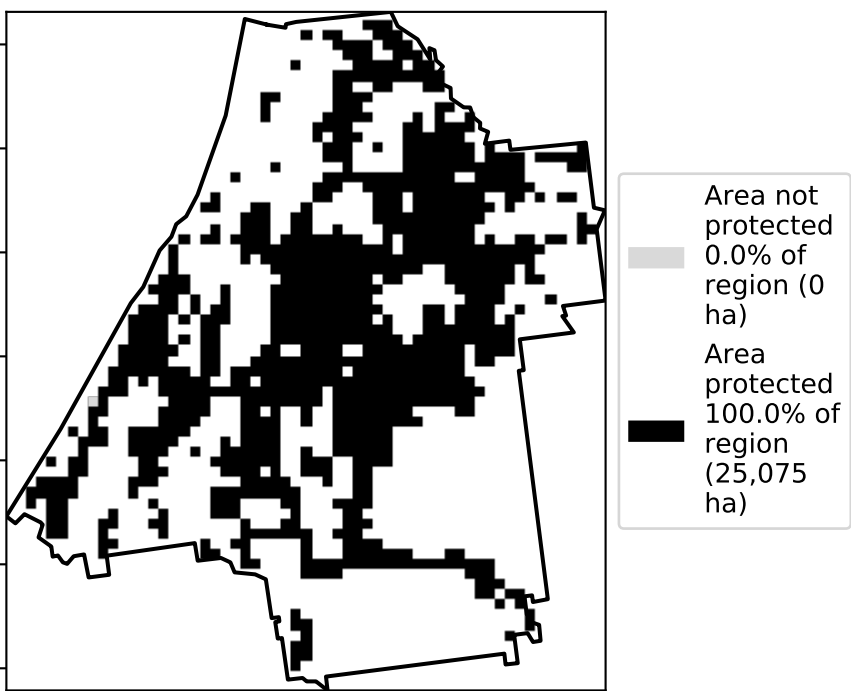 Area not
protected
0.0% of
region (0
ha)
Area
protected
100.0% of
region
(25,075
ha)